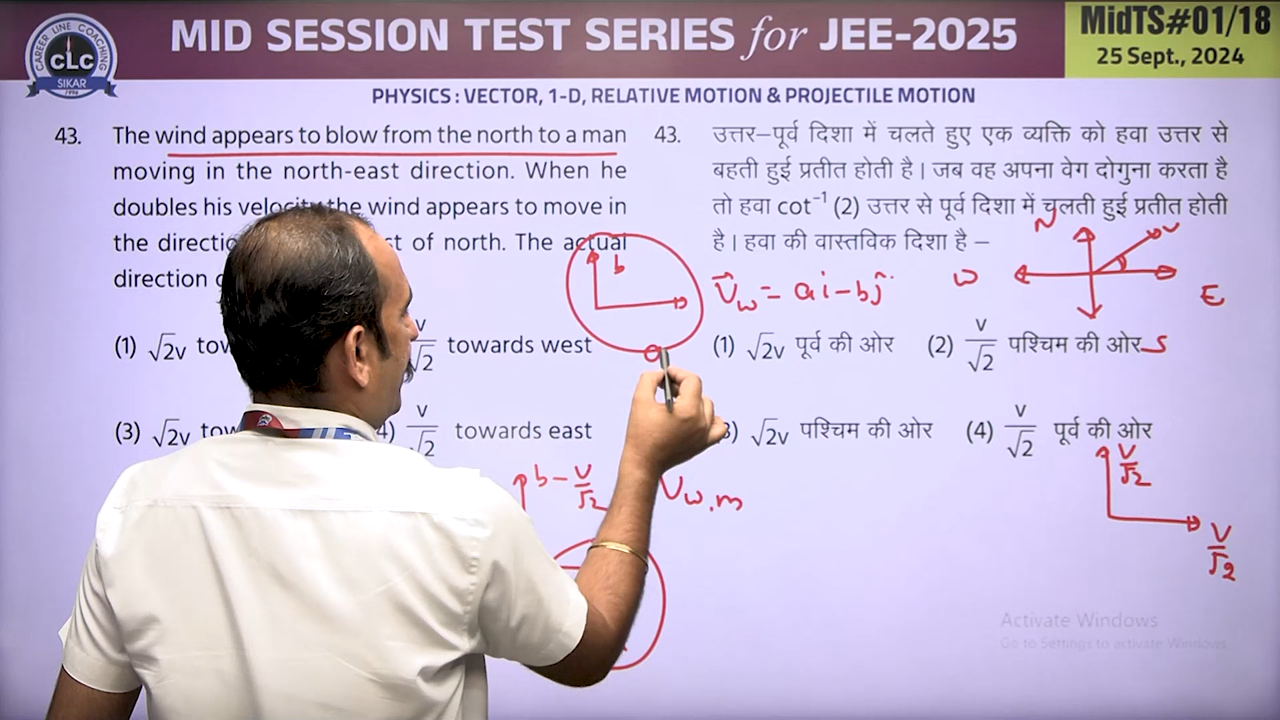 CAREER LINE COACHING
CLC
SIKAR
1996
MID SESSION TEST SERIES for JEE-2025
MidTS#01/18
25 Sept., 2024
PHYSICS : VECTOR, 1-D, RELATIVE MOTION & PROJECTILE MOTION
43. The wind appears to blow from the north to a man
moving in the north-east direction. When he
doubles his velocity the wind appears to move in
the of north. The actual
direction
(1) √2v
v/√2 towards west
(3) √2v
4) v/√2 towards east
43. उत्तर–पूर्व दिशा में चलते हुए एक व्यक्ति को हवा उत्तर से
बहती हुई प्रतीत होती है। जब वह अपना वेग दोगुना करता है
तो हवा cot⁻¹ (2) उत्तर से पूर्व दिशा में चलती हुई प्रतीत होती
है। हवा की वास्तविक दिशा है –
(1) √2v पूर्व की ओर (2) v/√2 पश्चिम की ओर
3) √2v पश्चिम की ओर (4) v/√2 पूर्व की ओर
b
V⃗w = ai - bj
N
V
W
E
S
b - V/√2
Vw,m
V/√2
V/√2
Activate Windows
Go to Settings to activate Windows.